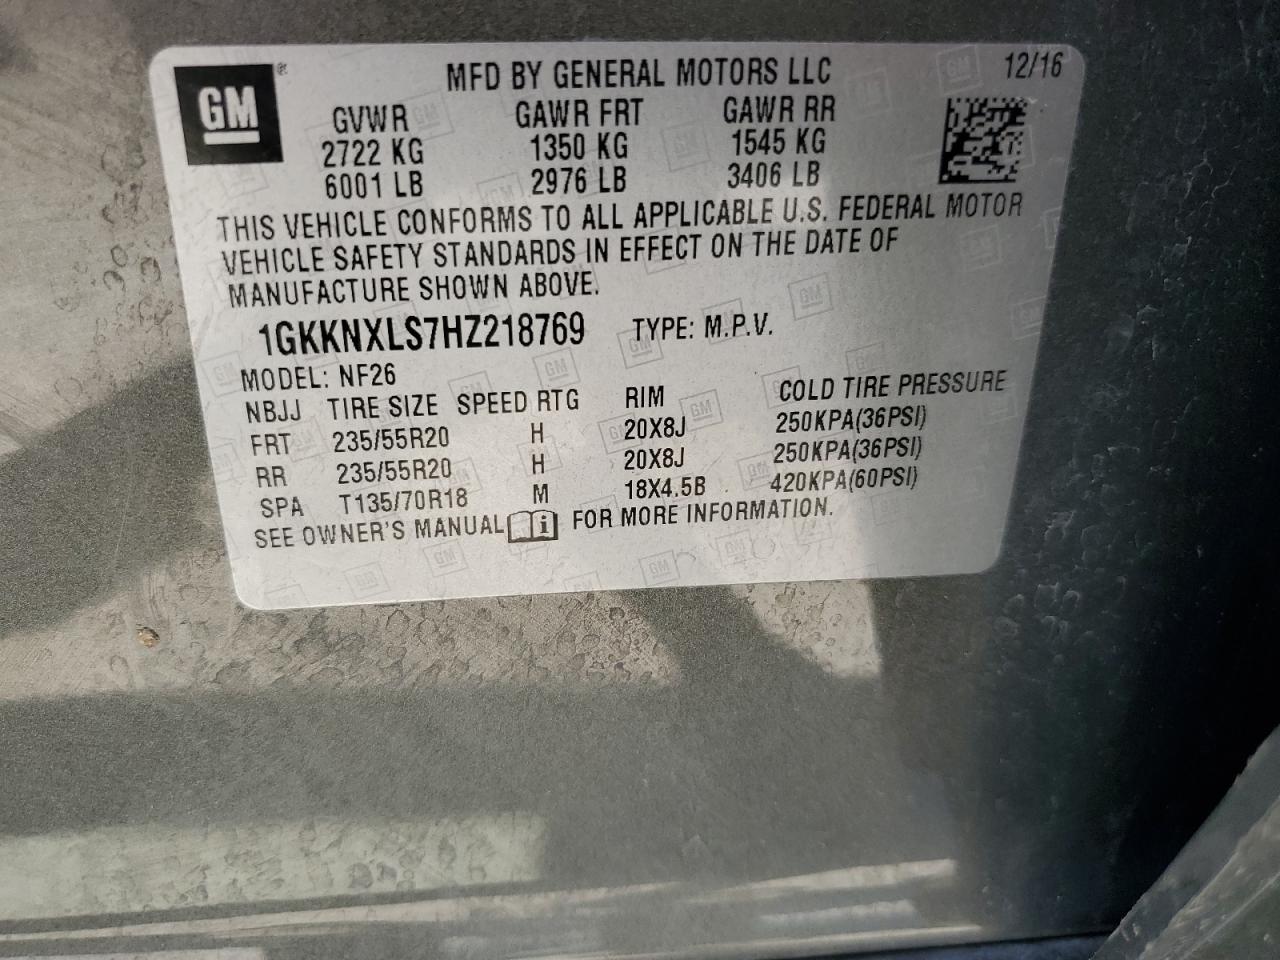 GM®
MFD BY GENERAL MOTORS LLC 12/16
GVWR GAWR FRT GAWR RR
2722 KG 1350 KG 1545 KG
6001 LB 2976 LB 3406 LB
THIS VEHICLE CONFORMS TO ALL APPLICABLE U.S. FEDERAL MOTOR
VEHICLE SAFETY STANDARDS IN EFFECT ON THE DATE OF
MANUFACTURE SHOWN ABOVE.
1GKKNXLS7HZ218769 TYPE: M.P.V.
MODEL: NF26
NBJJ TIRE SIZE SPEED RTG RIM COLD TIRE PRESSURE
FRT 235/55R20 H 20X8J 250KPA(36PSI)
RR 235/55R20 H 20X8J 250KPA(36PSI)
SPA T135/70R18 M 18X4.5B 420KPA(60PSI)
SEE OWNER'S MANUAL i FOR MORE INFORMATION.